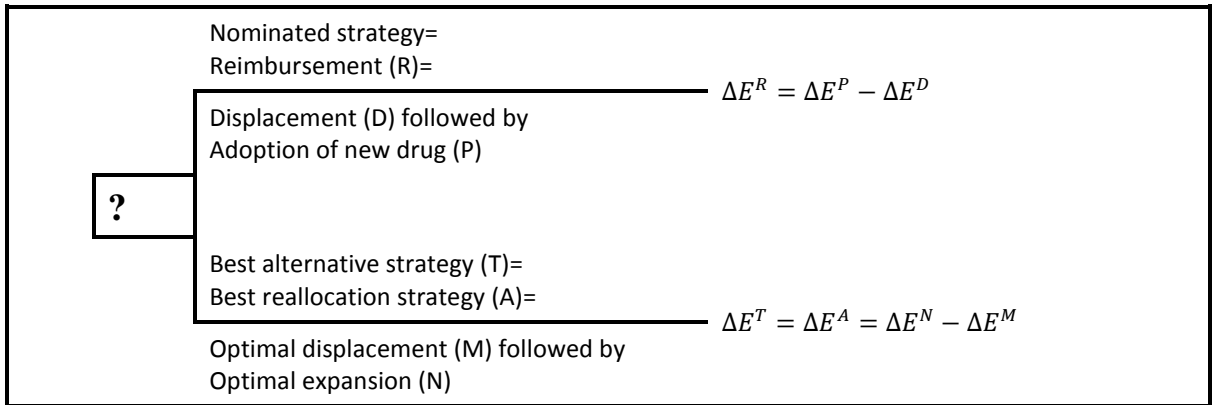 Nominated strategy=
Reimbursement (R)=
ΔE^R = ΔE^P − ΔE^D
Displacement (D) followed by
Adoption of new drug (P)
?
Best alternative strategy (T)=
Best reallocation strategy (A)=
ΔE^T = ΔE^A = ΔE^N − ΔE^M
Optimal displacement (M) followed by
Optimal expansion (N)